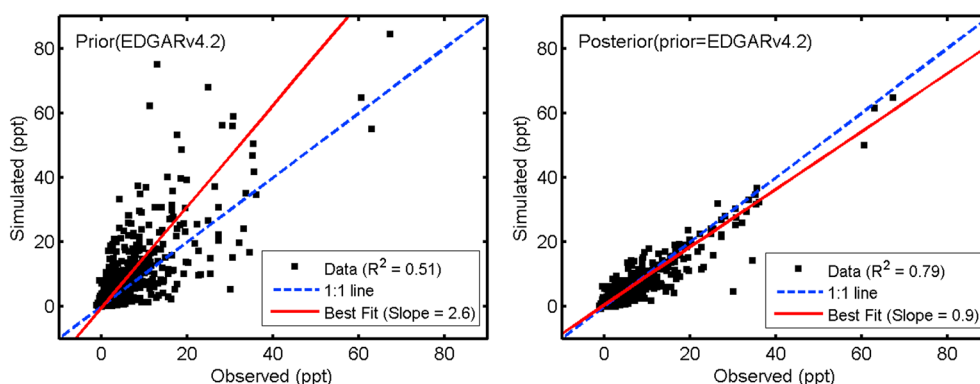 Prior(EDGARv4.2)
Simulated (ppt)
80
60
40
20
0
Data (R² = 0.51)
1:1 line
Best Fit (Slope = 2.6)
0 20 40 60 80
Observed (ppt)
Posterior(prior=EDGARv4.2)
Simulated (ppt)
80
60
40
20
0
Data (R² = 0.79)
1:1 line
Best Fit (Slope = 0.9)
0 20 40 60 80
Observed (ppt)